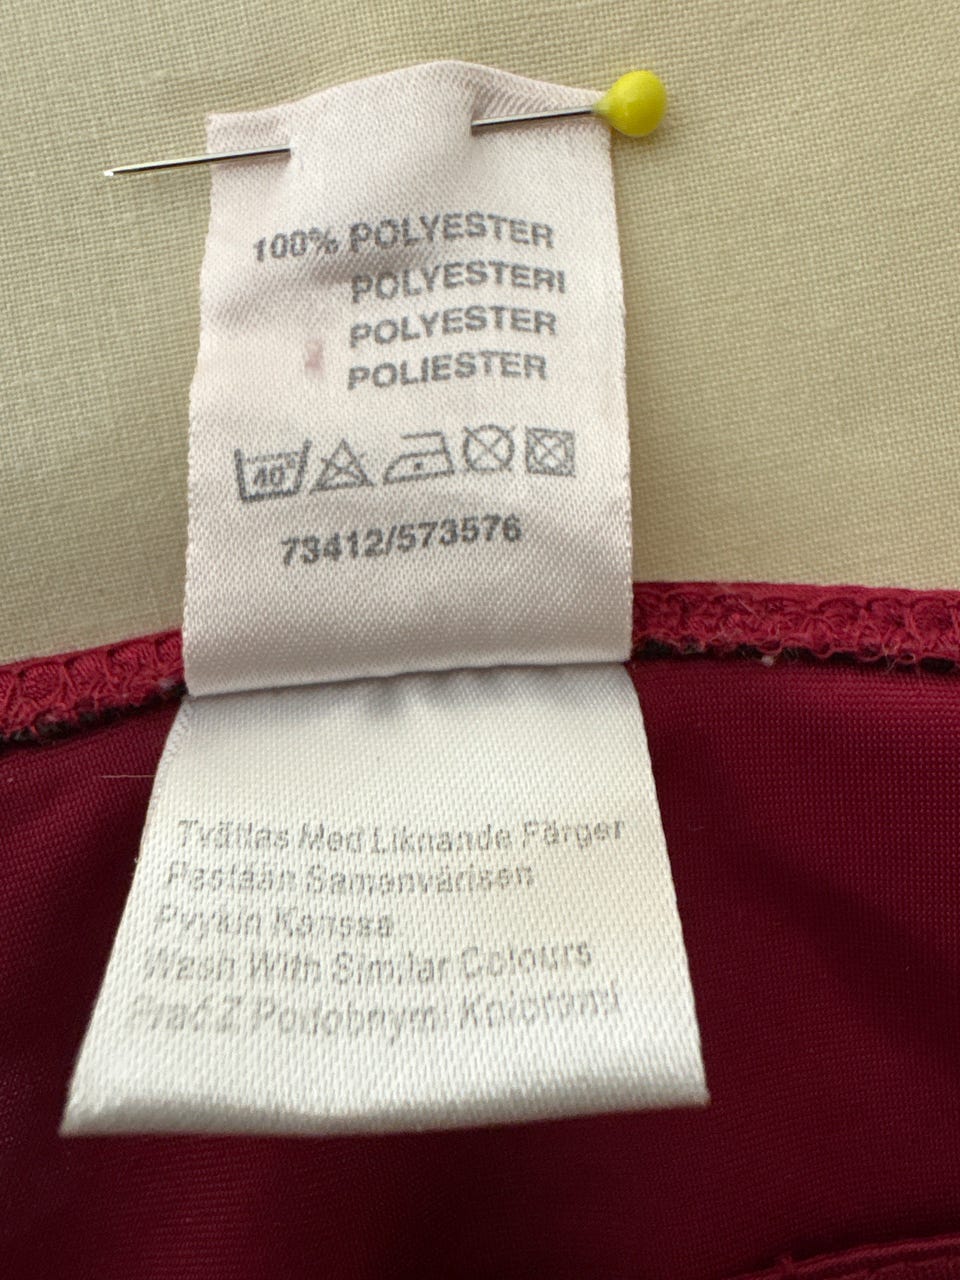 100% POLYESTER
POLYESTERI
POLYESTER
POLIESTER
40°
73412/573576
Tvättas Med Liknande Färger
Pestään Samanvärisen
Pyykin Kanssa
Wash With Similar Colours
Prać Z Podobnymi